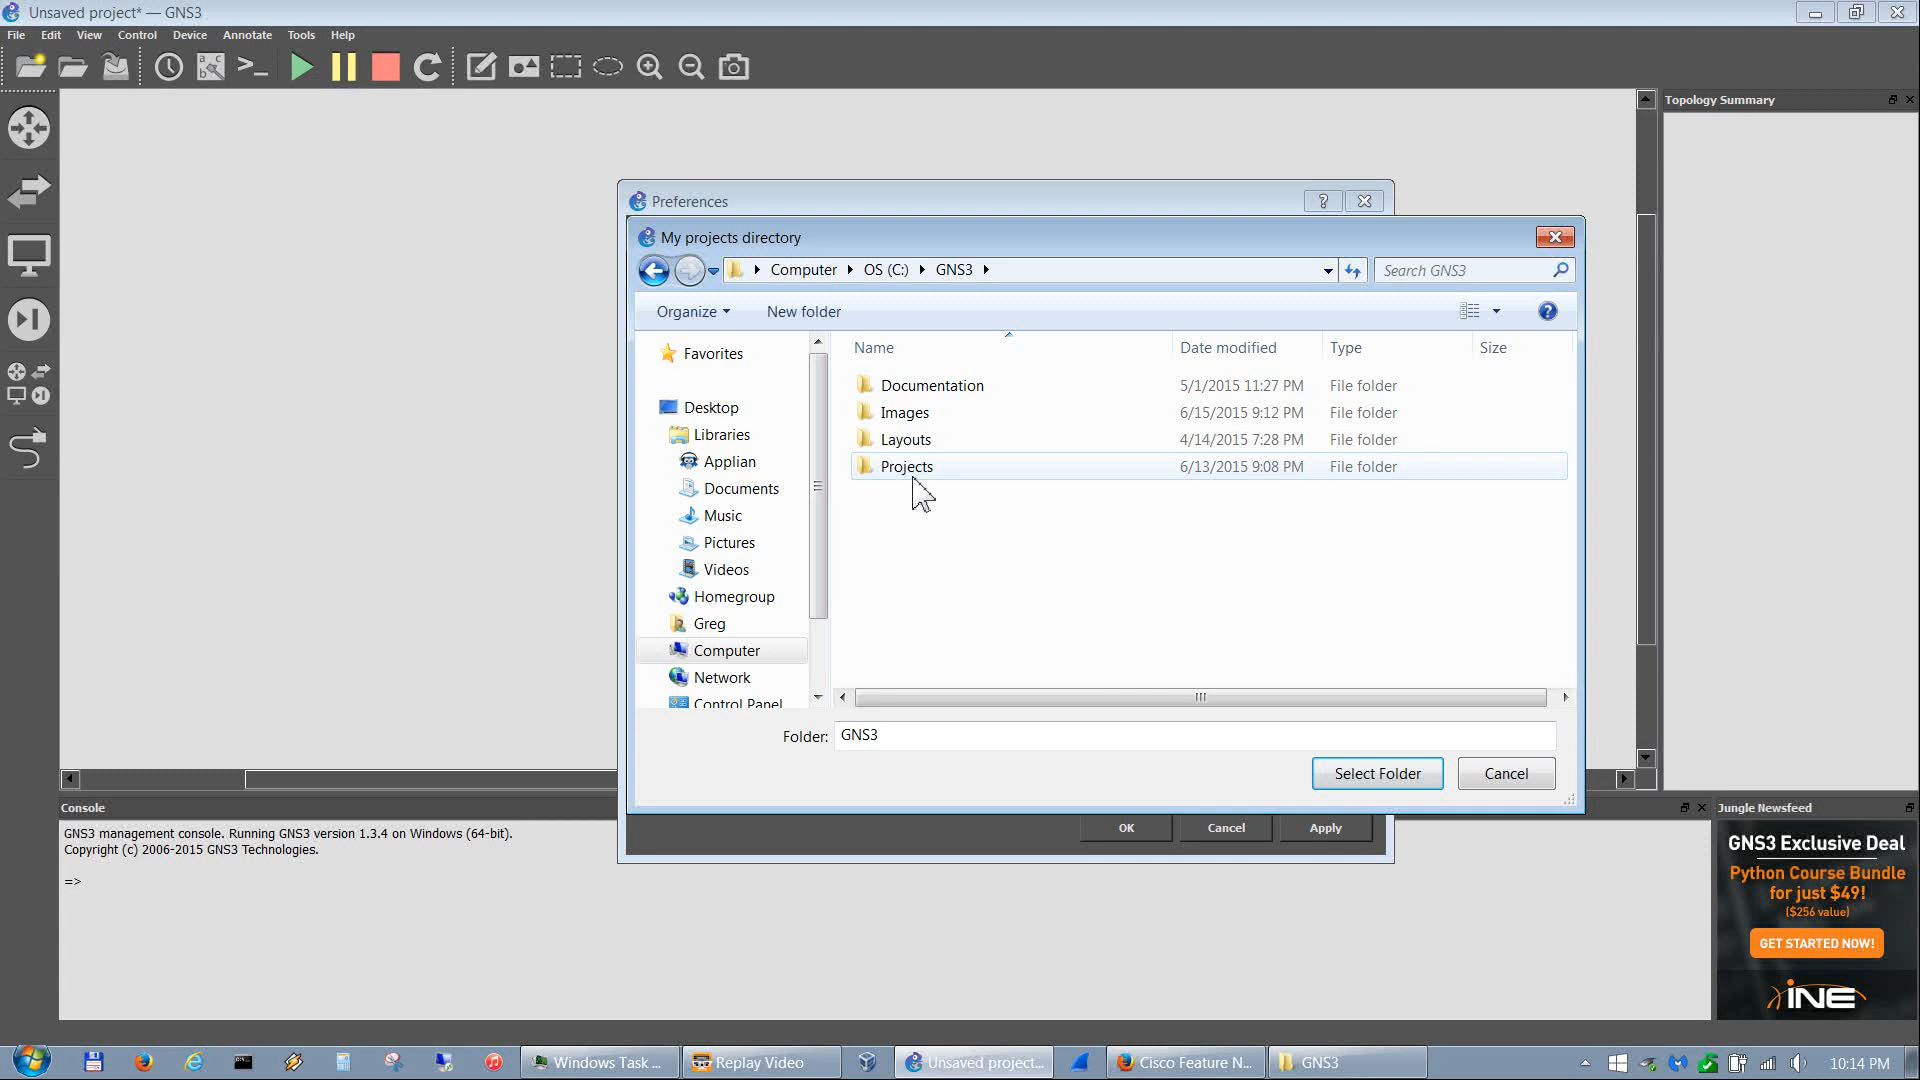 Unsaved project* — GNS3
File Edit View Control Device Annotate Tools Help
Topology Summary
Preferences
My projects directory
Computer OS (C:) GNS3
Search GNS3
Organize New folder
Name Date modified Type Size
Favorites
Desktop
Libraries
Applian
Documents
Music
Pictures
Videos
Homegroup
Greg
Computer
Network
Control Panel
Documentation 5/1/2015 11:27 PM File folder
Images 6/15/2015 9:12 PM File folder
Layouts 4/14/2015 7:28 PM File folder
Projects 6/13/2015 9:08 PM File folder
Folder: GNS3
Select Folder Cancel
OK Cancel Apply
Console
GNS3 management console. Running GNS3 version 1.3.4 on Windows (64-bit).
Copyright (c) 2006-2015 GNS3 Technologies.
=>
Jungle Newsfeed
GNS3 Exclusive Deal
Python Course Bundle
for just $49!
($256 value)
GET STARTED NOW!
iNE
Windows Task ... Replay Video Unsaved project... Cisco Feature N... GNS3 10:14 PM